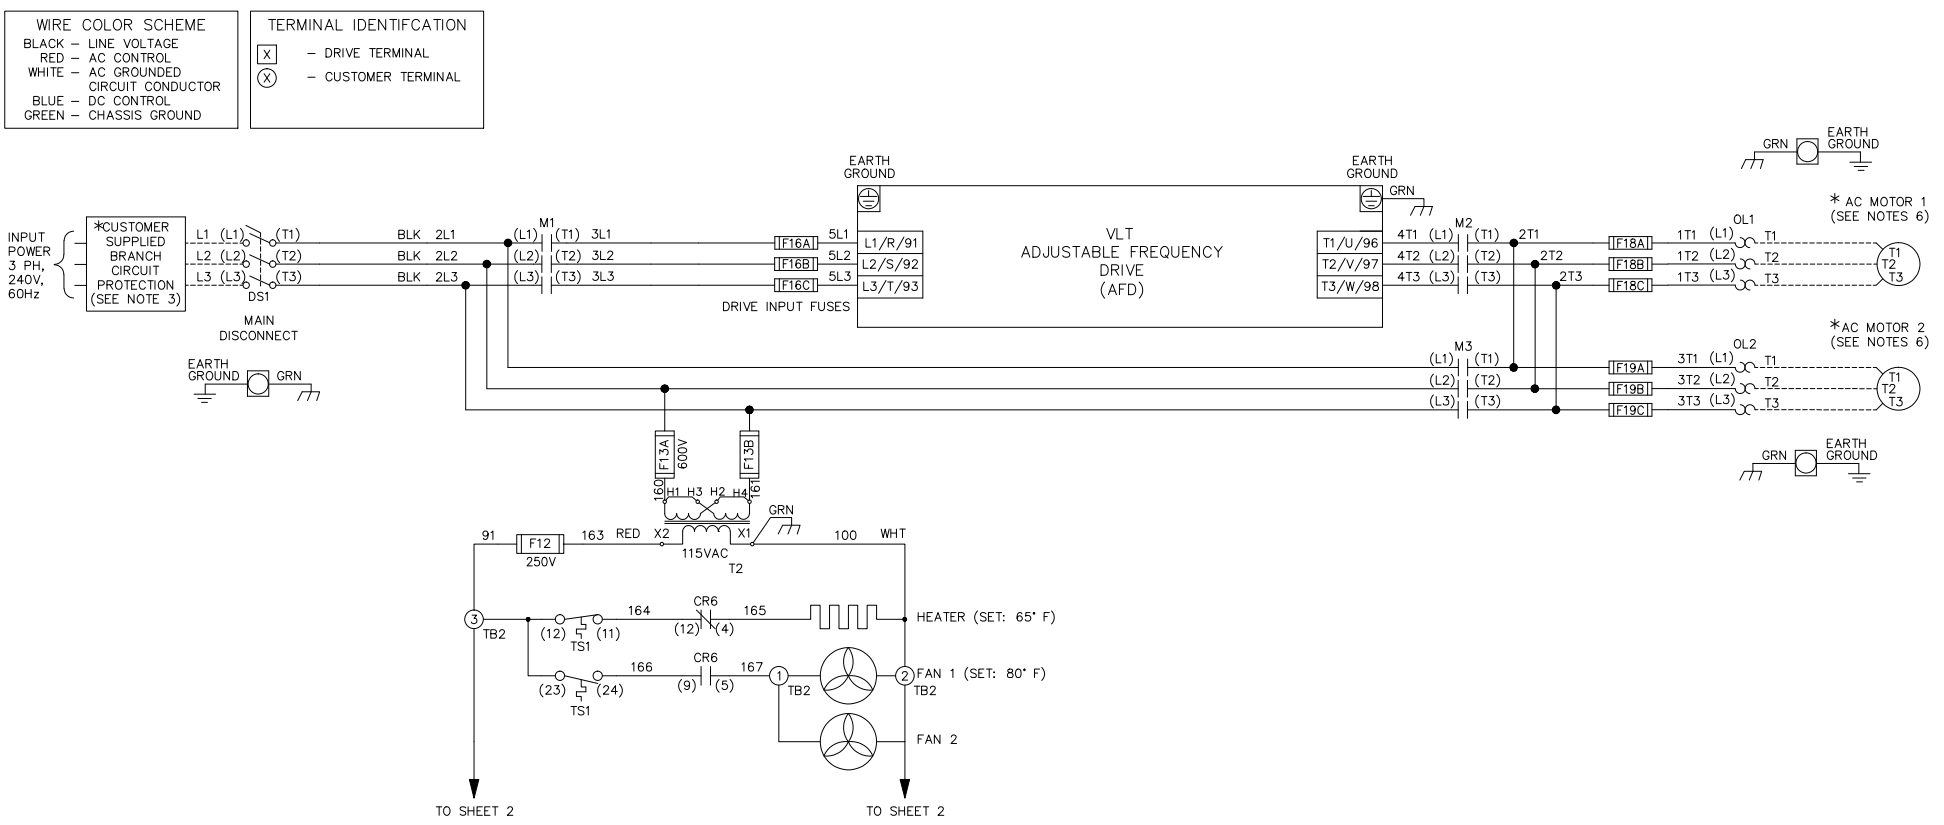 WIRE COLOR SCHEME
BLACK – LINE VOLTAGE
RED – AC CONTROL
WHITE – AC GROUNDED
CIRCUIT CONDUCTOR
BLUE – DC CONTROL
GREEN – CHASSIS GROUND
TERMINAL IDENTIFCATION
X – DRIVE TERMINAL
X – CUSTOMER TERMINAL
INPUT
POWER
3 PH,
240V,
60Hz
*CUSTOMER
SUPPLIED
BRANCH
CIRCUIT
PROTECTION
(SEE NOTE 3)
L1 (L1) (T1) BLK 2L1 (L1) M1 (T1) 3L1 F16A 5L1 L1/R/91
L2 (L2) (T2) BLK 2L2 (L2) (T2) 3L2 F16B 5L2 L2/S/92
L3 (L3) (T3) BLK 2L3 (L3) (T3) 3L3 F16C 5L3 L3/T/93
DS1
MAIN
DISCONNECT
DRIVE INPUT FUSES
EARTH
GROUND
GRN
EARTH
GROUND
VLT
ADJUSTABLE FREQUENCY
DRIVE
(AFD)
EARTH
GROUND
GRN
T1/U/96 4T1 (L1) M2 (T1) 2T1 F18A 1T1 (L1) OL1 T1
T2/V/97 4T2 (L2) (T2) 2T2 F18B 1T2 (L2) T2
T3/W/98 4T3 (L3) (T3) 2T3 F18C 1T3 (L3) T3
GRN
EARTH
GROUND
* AC MOTOR 1
(SEE NOTES 6)
T1
T2
T3
*AC MOTOR 2
(SEE NOTES 6)
M3
OL2
(L1) (T1) F19A 3T1 (L1) T1
(L2) (T2) F19B 3T2 (L2) T2
(L3) (T3) F19C 3T3 (L3) T3
T1
T2
T3
GRN
EARTH
GROUND
F13A
600V
F13B
160
161
H1 H3 H2 H4
GRN
91 F12 163 RED X2 X1 100 WHT
250V
115VAC
T2
3
TB2
(12) (11)
TS1
164
CR6
(12) (4)
165
HEATER (SET: 65° F)
(23) (24)
TS1
166
CR6
(9) (5)
167
1
TB2
2
TB2
FAN 1 (SET: 80° F)
FAN 2
TO SHEET 2
TO SHEET 2